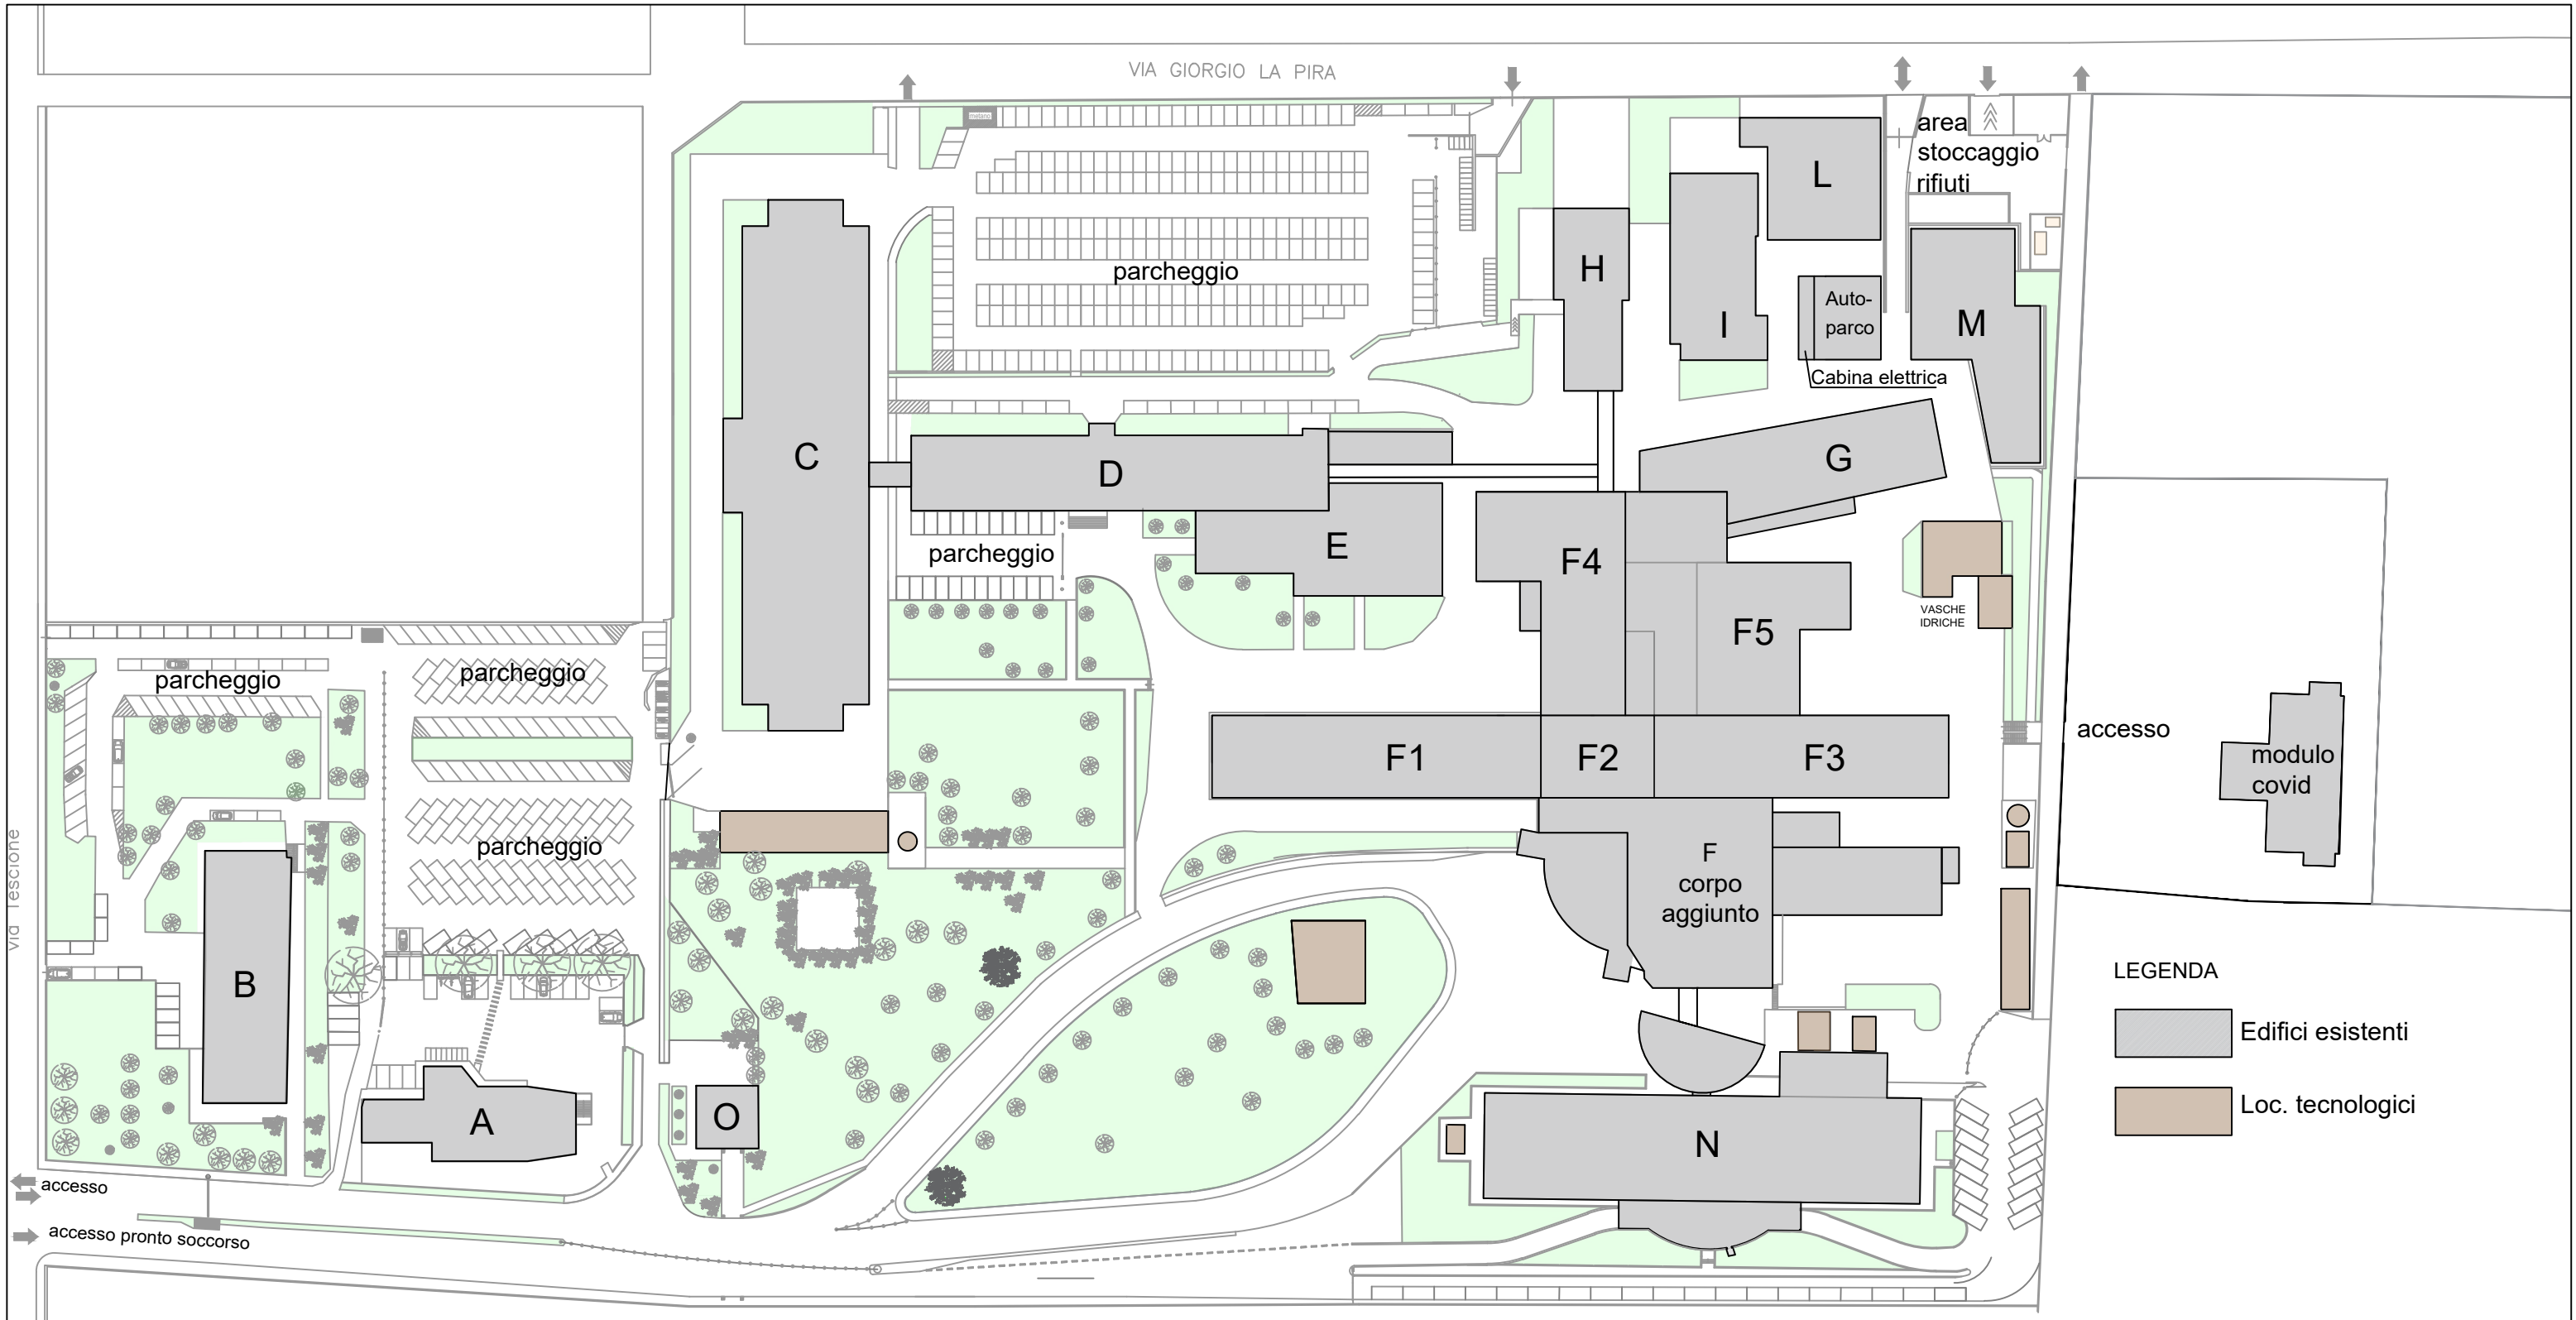 VIA GIORGIO LA PIRA
metano
area
stoccaggio
rifiuti
L
H
I
M
parcheggio
Auto-
parco
Cabina elettrica
C
D
G
E
parcheggio
F4
F5
VASCHE
IDRICHE
parcheggio
parcheggio
F1
F2
F3
accesso
modulo
covid
via Tescione
parcheggio
F
corpo
aggiunto
B
LEGENDA
Edifici esistenti
Loc. tecnologici
A
O
N
accesso
accesso pronto soccorso